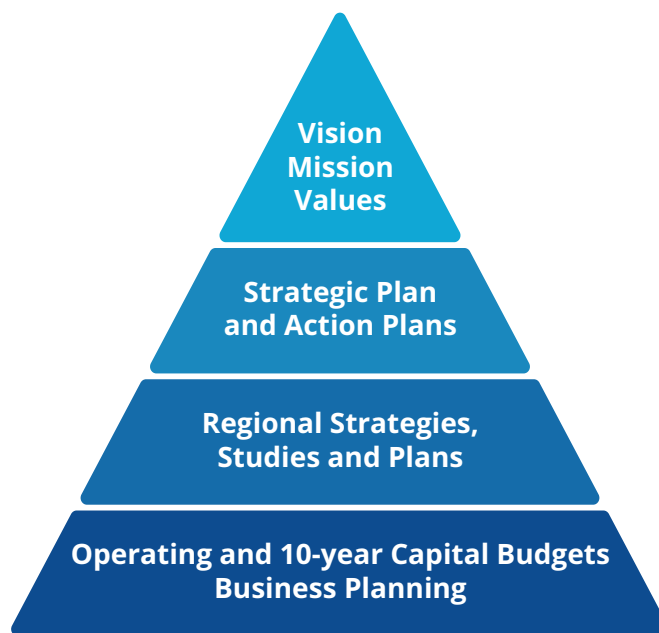 Vision
Mission
Values
Strategic Plan
and Action Plans
Regional Strategies,
Studies and Plans
Operating and 10-year Capital Budgets
Business Planning